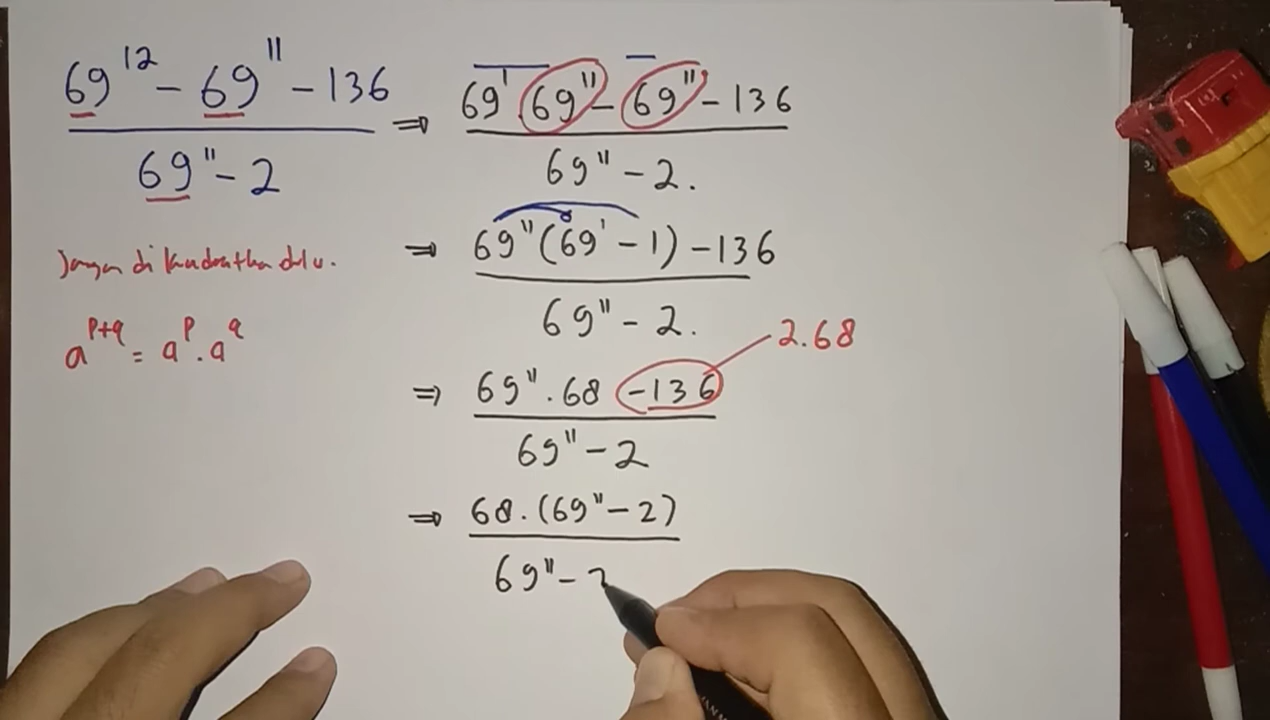 69¹² - 69¹¹ - 136 / 69¹¹ - 2
⇒ 69¹ 69¹¹ - 69¹¹ - 136 / 69¹¹ - 2.
Jangan di kuadratkan dulu.
a^(p+q) = a^p . a^q
⇒ 69¹¹(69¹ - 1) - 136 / 69¹¹ - 2.
⇒ 69¹¹ . 68 - 136 / 69¹¹ - 2
2.68
⇒ 68.(69¹¹ - 2) / 69¹¹ - 2